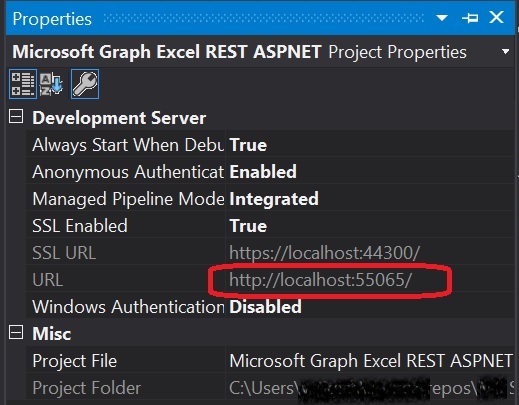 Properties
Microsoft Graph Excel REST ASPNET Project Properties
Development Server
Always Start When Debu True
Anonymous Authenticat Enabled
Managed Pipeline Mode Integrated
SSL Enabled True
SSL URL https://localhost:44300/
URL http://localhost:55065/
Windows Authentication Disabled
Misc
Project File Microsoft Graph Excel REST ASPNET
Project Folder C:\Users\ repos\